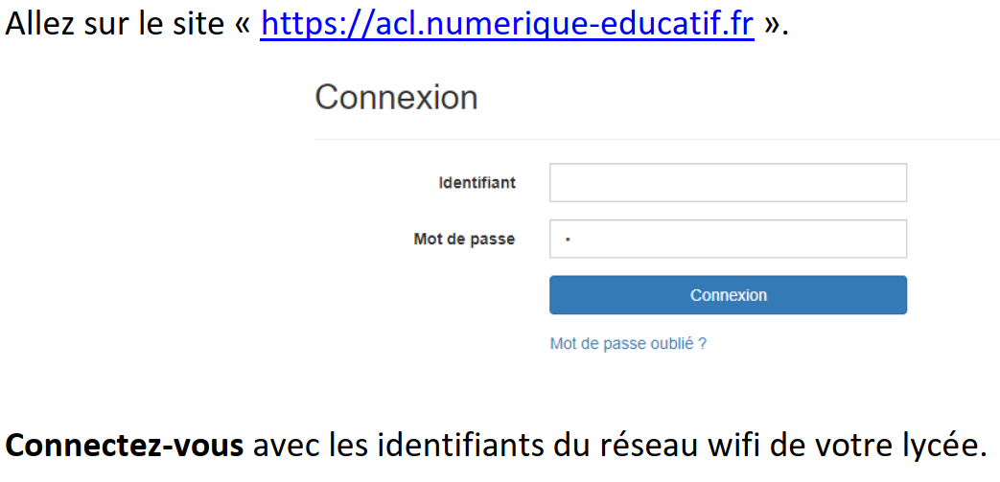 Allez sur le site « https://acl.numerique-educatif.fr ».
Connexion
Identifiant
Mot de passe •
Connexion
Mot de passe oublié ?
Connectez-vous avec les identifiants du réseau wifi de votre lycée.